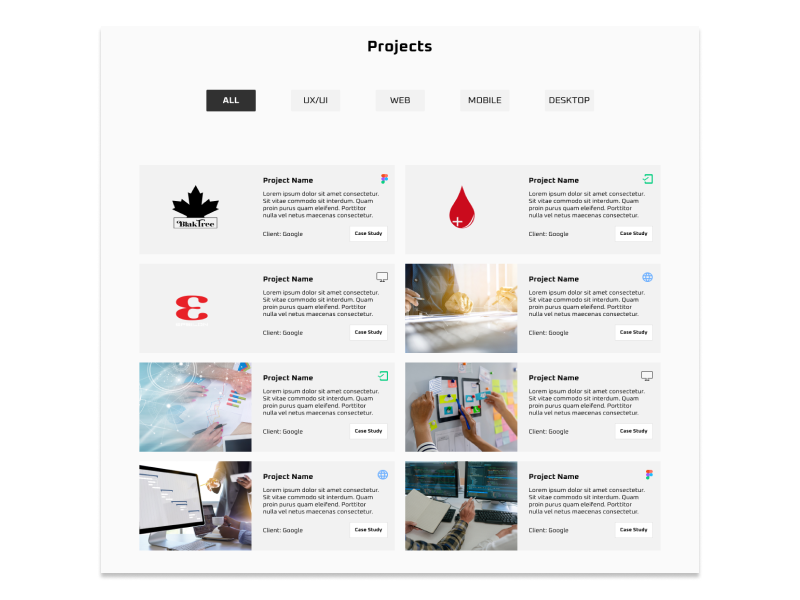 Projects
ALL
UX/UI
WEB
MOBILE
DESKTOP
BlakTree
Project Name
Lorem ipsum dolor sit amet consectetur.
Sit vitae commodo sit interdum. Quam
proin purus quam eleifend. Porttitor
nulla vel netus maecenas consectetur.
Client: Google
Case Study
Project Name
Lorem ipsum dolor sit amet consectetur.
Sit vitae commodo sit interdum. Quam
proin purus quam eleifend. Porttitor
nulla vel netus maecenas consectetur.
Client: Google
Case Study
Project Name
Lorem ipsum dolor sit amet consectetur.
Sit vitae commodo sit interdum. Quam
proin purus quam eleifend. Porttitor
nulla vel netus maecenas consectetur.
Client: Google
Case Study
Project Name
Lorem ipsum dolor sit amet consectetur.
Sit vitae commodo sit interdum. Quam
proin purus quam eleifend. Porttitor
nulla vel netus maecenas consectetur.
Client: Google
Case Study
Project Name
Lorem ipsum dolor sit amet consectetur.
Sit vitae commodo sit interdum. Quam
proin purus quam eleifend. Porttitor
nulla vel netus maecenas consectetur.
Client: Google
Case Study
Project Name
Lorem ipsum dolor sit amet consectetur.
Sit vitae commodo sit interdum. Quam
proin purus quam eleifend. Porttitor
nulla vel netus maecenas consectetur.
Client: Google
Case Study
Project Name
Lorem ipsum dolor sit amet consectetur.
Sit vitae commodo sit interdum. Quam
proin purus quam eleifend. Porttitor
nulla vel netus maecenas consectetur.
Client: Google
Case Study
Project Name
Lorem ipsum dolor sit amet consectetur.
Sit vitae commodo sit interdum. Quam
proin purus quam eleifend. Porttitor
nulla vel netus maecenas consectetur.
Client: Google
Case Study